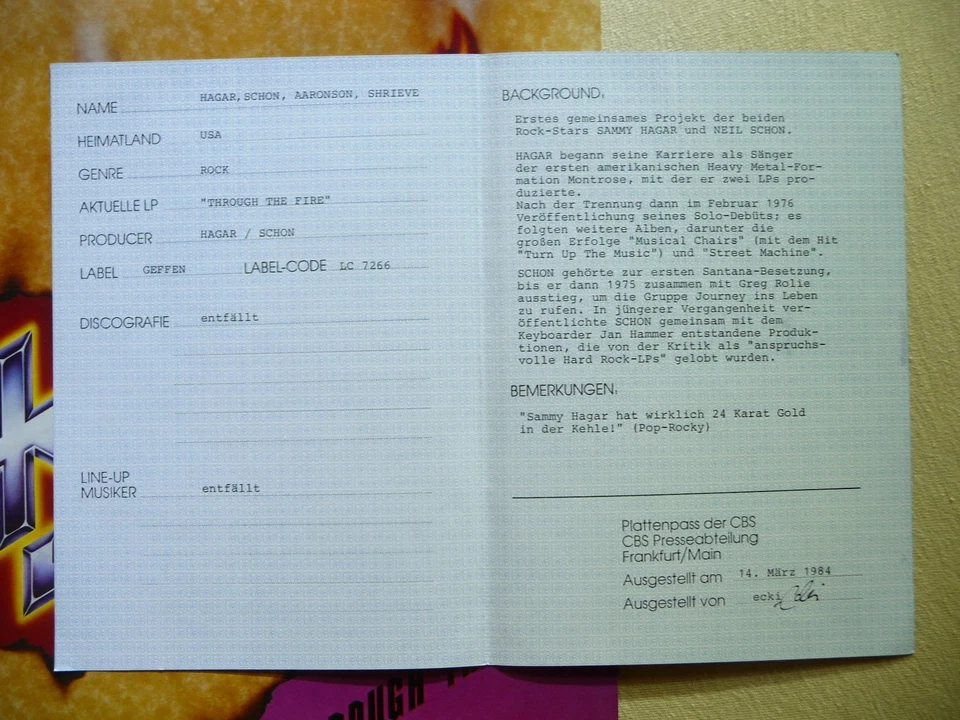 NAME HAGAR, SCHON, AARONSON, SHRIEVE
HEIMATLAND USA
GENRE ROCK
AKTUELLE LP "THROUGH THE FIRE"
PRODUCER HAGAR / SCHON
LABEL GEFFEN LABEL-CODE LC 7266
DISCOGRAFIE entfällt
LINE-UP
MUSIKER entfällt
BACKGROUND:
Erstes gemeinsames Projekt der beiden
Rock-Stars SAMMY HAGAR und NEIL SCHON.
HAGAR begann seine Karriere als Sänger
der ersten amerikanischen Heavy Metal-For-
mation Montrose, mit der er zwei LPs pro-
duzierte.
Nach der Trennung dann im Februar 1976
Veröffentlichung seines Solo-Debüts; es
folgten weitere Alben, darunter die
großen Erfolge "Musical Chairs" (mit dem Hit
"Turn Up The Music") und "Street Machine".
SCHON gehörte zur ersten Santana-Besetzung,
bis er dann 1975 zusammen mit Greg Rolie
ausstieg, um die Gruppe Journey ins Leben
zu rufen. In jüngerer Vergangenheit ver-
öffentlichte SCHON gemeinsam mit dem
Keyboarder Jan Hammer entstandene Produk-
tionen, die von der Kritik als "anspruchs-
volle Hard Rock-LPs" gelobt wurden.
BEMERKUNGEN:
"Sammy Hagar hat wirklich 24 Karat Gold
in der Kehle!" (Pop-Rocky)
Plattenpass der CBS
CBS Presseabteilung
Frankfurt/Main
Ausgestellt am 14. März 1984
Ausgestellt von ecki